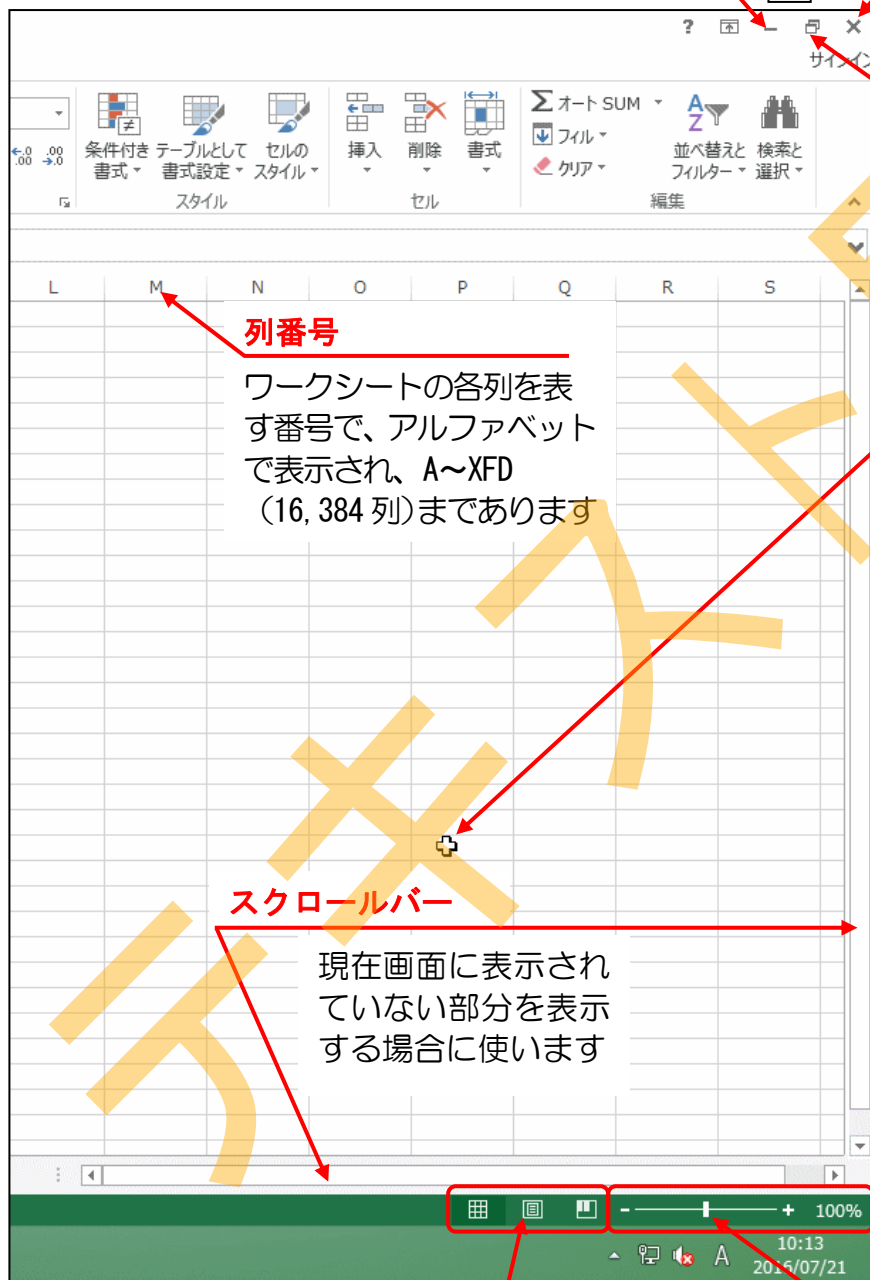 ?
サインイ
オート SUM
フィル
クリア
条件付き テーブルとして セルの 挿入 削除 書式 並べ替えと 検索と
書式 書式設定 スタイル フィルター 選択
スタイル セル 編集
L M N O P Q R S
列番号
ワークシートの各列を表
す番号で、アルファベット
で表示され、A～XFD
（16,384 列）まであります
スクロールバー
現在画面に表示され
ていない部分を表示
する場合に使います
100%
A 10:13
2016/07/21
テキスト